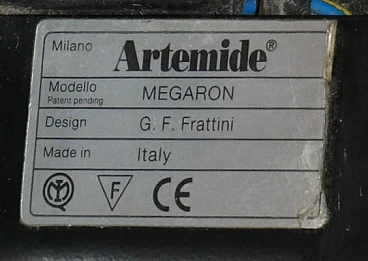 Milano Artemide®
Modello MEGARON
Patent pending
Design G. F. Frattini
Made in Italy
F CE